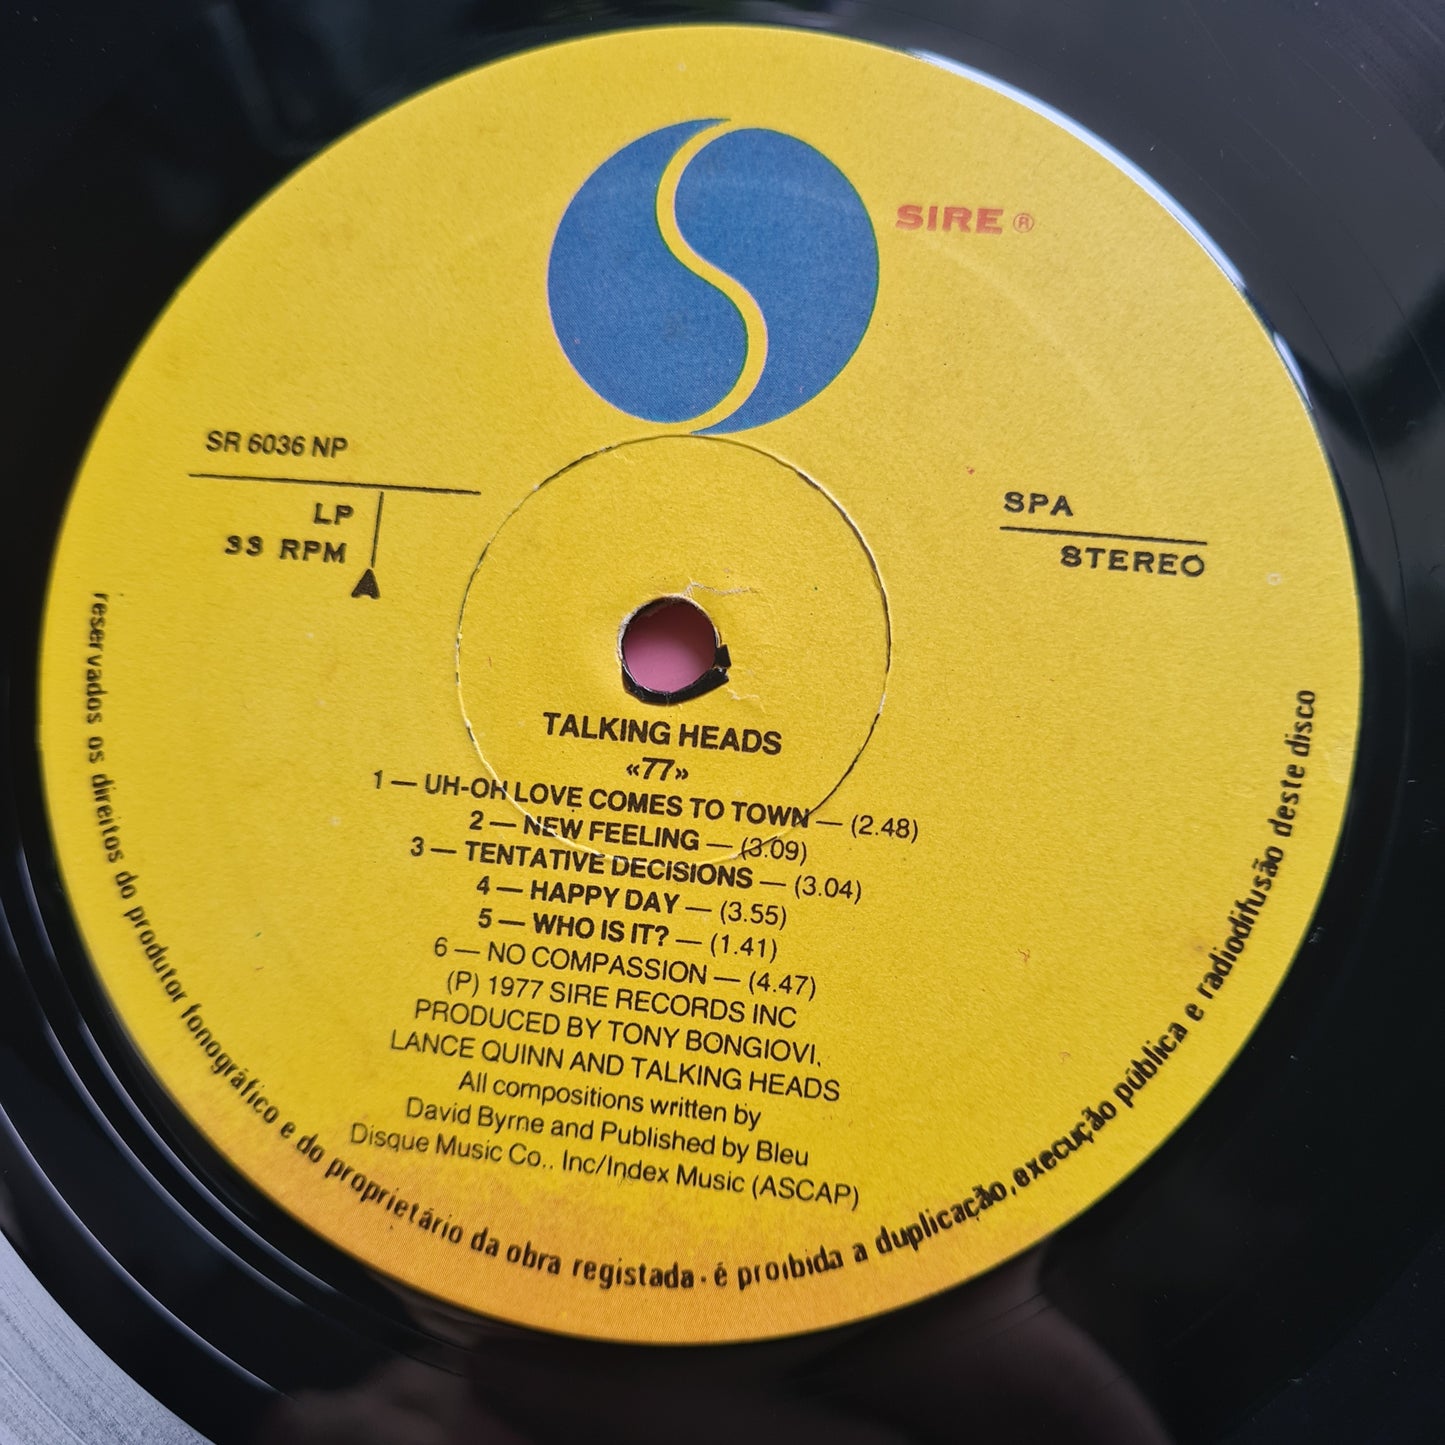 SIRE ®
SR 6036 NP
LP
33 RPM
A
SPA
STEREO
TALKING HEADS
«77»
1 — UH-OH LOVE COMES TO TOWN — (2.48)
2 — NEW FEELING — (3.09)
3 — TENTATIVE DECISIONS — (3.04)
4 — HAPPY DAY — (3.55)
5 — WHO IS IT? — (1.41)
6 — NO COMPASSION — (4.47)
(P) 1977 SIRE RECORDS INC
PRODUCED BY TONY BONGIOVI,
LANCE QUINN AND TALKING HEADS
All compositions written by
David Byrne and Published by Bleu
Disque Music Co.. Inc/Index Music (ASCAP)
reservados os direitos do produtor fonográfico e do proprietário da obra registada · é proibida a duplicação, execução pública e radiodifusão deste disco